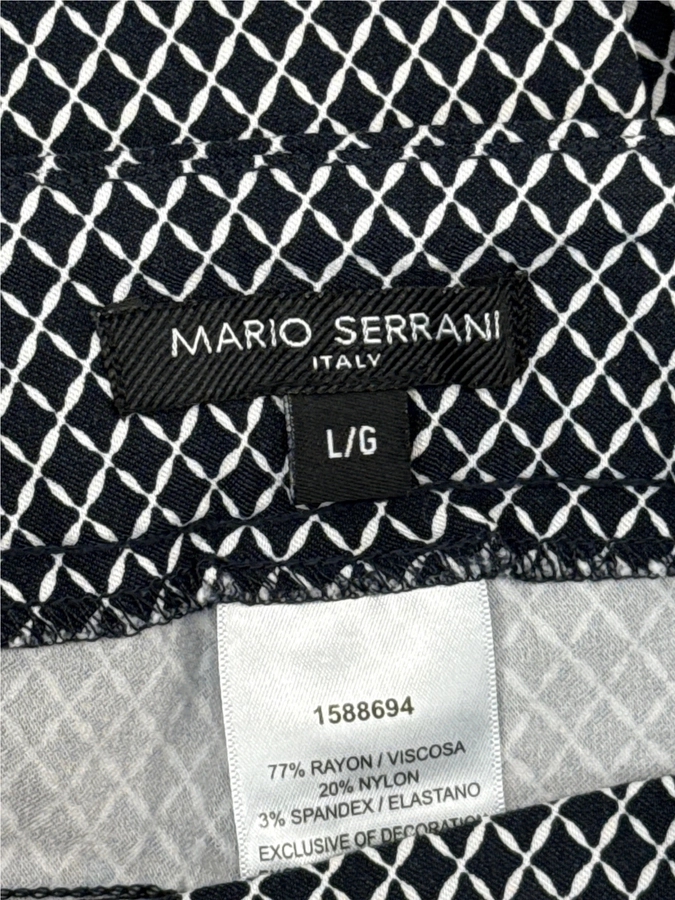 MARIO SERRANI
ITALY
L/G
1588694
77% RAYON / VISCOSA
20% NYLON
3% SPANDEX / ELASTANO
EXCLUSIVE OF DECORATION